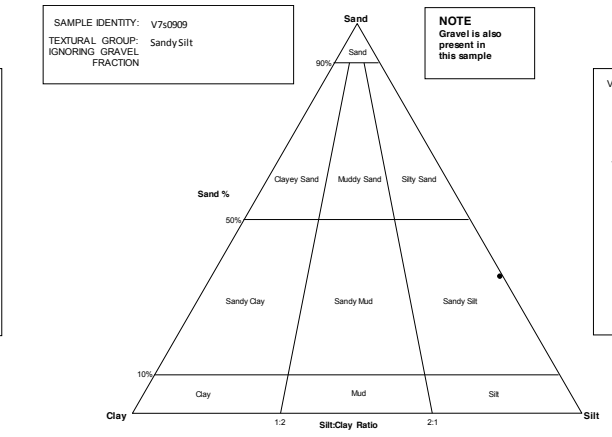 SAMPLE IDENTITY: V7s0909
TEXTURAL GROUP: Sandy Silt
IGNORING GRAVEL
FRACTION
NOTE
Gravel is also
present in
this sample
Sand
Sand
90%
V
Clayey Sand
Muddy Sand
Silty Sand
Sand %
50%
Sandy Clay
Sandy Mud
Sandy Silt
10%
Clay
Mud
Silt
Clay
Silt
1:2
Silt:Clay Ratio
2:1